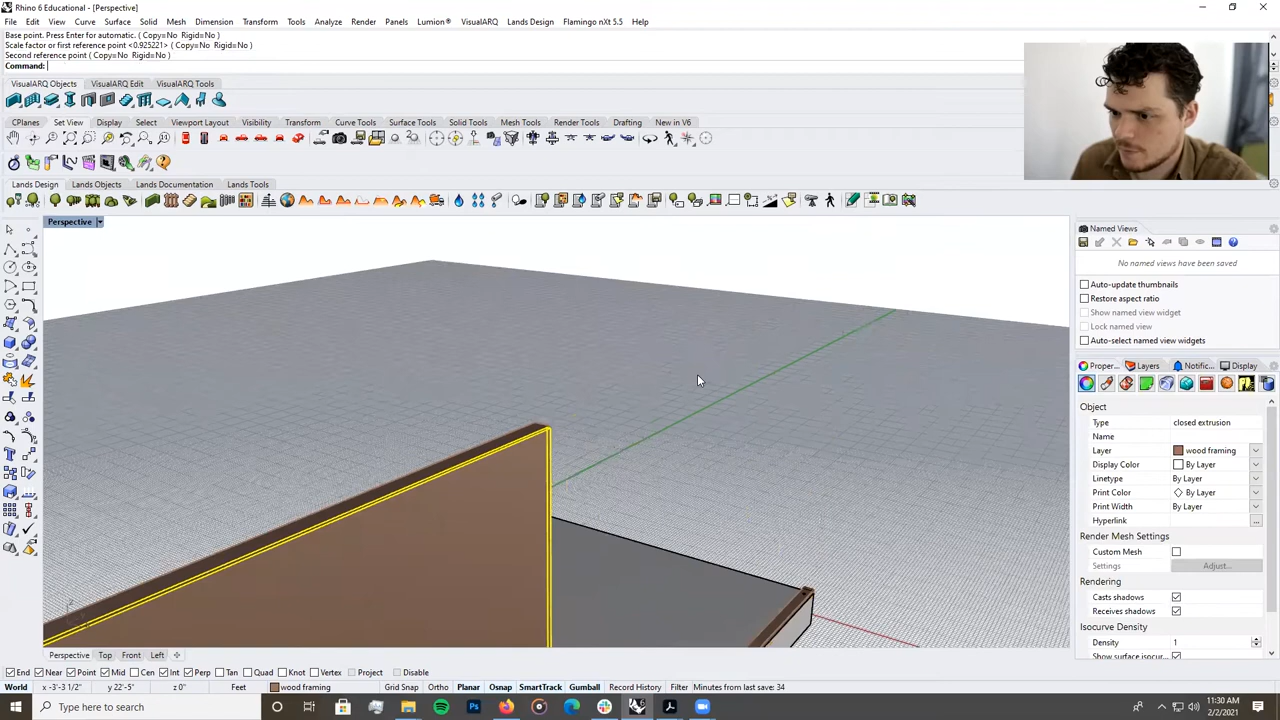 Rhino 6 Educational - [Perspective]
File Edit View Curve Surface Solid Mesh Dimension Transform Tools Analyze Render Panels Lumion® VisualARQ Lands Design Flamingo nXt 5.5 Help
Base point. Press Enter for automatic. ( Copy=No Rigid=No )
Scale factor or first reference point <0.925221> ( Copy=No Rigid=No )
Second reference point ( Copy=No Rigid=No )
Command:
VisualARQ Objects VisualARQ Edit VisualARQ Tools
CPlanes Set View Display Select Viewport Layout Visibility Transform Curve Tools Surface Tools Solid Tools Mesh Tools Render Tools Drafting New in V6
Lands Design Lands Objects Lands Documentation Lands Tools
Perspective
Named Views
No named views have been saved
Auto-update thumbnails
Restore aspect ratio
Show named view widget
Lock named view
Auto-select named view widgets
Proper... Layers Notific... Display
Object
Type closed extrusion
Name
Layer wood framing
Display Color By Layer
Linetype By Layer
Print Color By Layer
Print Width By Layer
Hyperlink ...
Render Mesh Settings
Custom Mesh
Settings Adjust...
Rendering
Casts shadows
Receives shadows
Isocurve Density
Density 1
Show surface isocur...
Perspective Top Front Left
End Near Point Mid Cen Int Perp Tan Quad Knot Vertex Project Disable
World x -3'-3 1/2" y 22'-5" z 0" Feet wood framing Grid Snap Ortho Planar Osnap SmartTrack Gumball Record History Filter Minutes from last save: 34
Type here to search
11:30 AM
2/2/2021